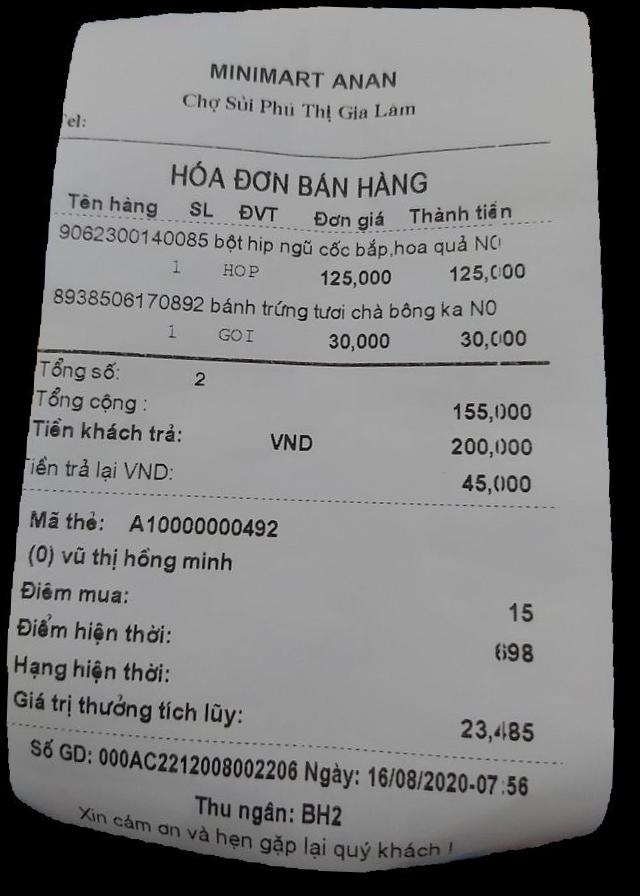 MINIMART ANAN
Chợ Sủi Phú Thị Gia Lâm
Tel:
HÓA ĐƠN BÁN HÀNG
Tên hàng SL ĐVT Đơn giá Thành tiền
9062300140085 bột hip ngũ cốc bắp,hoa quả NO
1 HOP 125,000 125,000
8938506170892 bánh trứng tươi chà bông ka NO
1 GOI 30,000 30,000
Tổng số: 2
Tổng cộng : 155,000
Tiền khách trả: VND 200,000
Tiền trả lại VND: 45,000
Mã thẻ: A10000000492
(0) vũ thị hồng minh
Điểm mua: 15
Điểm hiện thời: 698
Hạng hiện thời:
Giá trị thưởng tích lũy: 23,485
Số GD: 000AC2212008002206 Ngày: 16/08/2020-07:56
Thu ngân: BH2
Xin cám ơn và hẹn gặp lại quý khách !